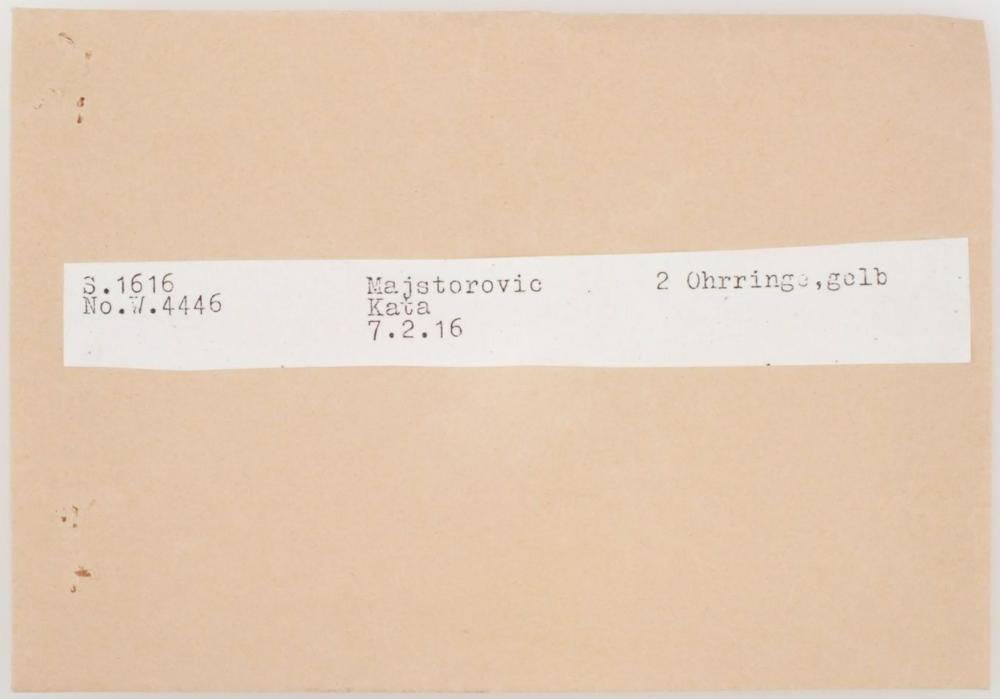 S.1616
No.W.4446
Majstorovic
Kata
7.2.16
2 Ohrringe,gelb